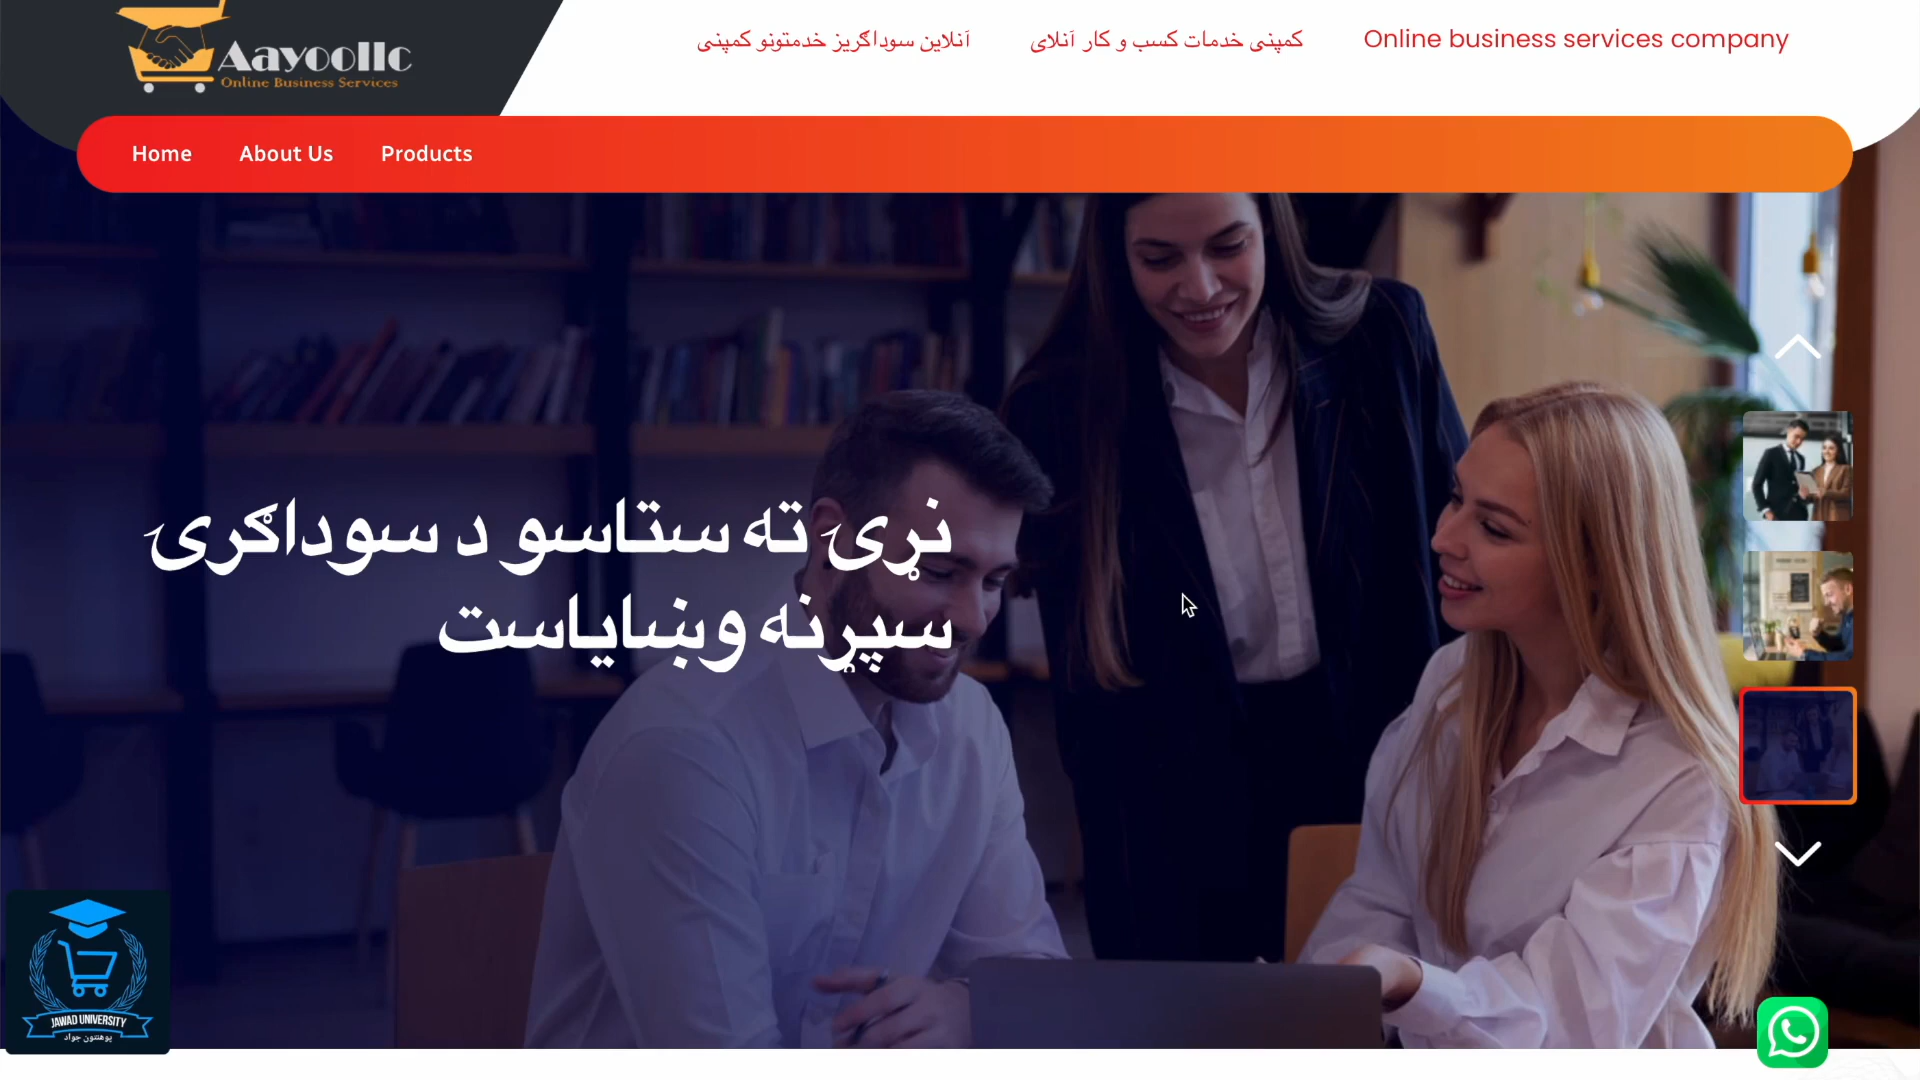 Aayoollc
Online Business Services
آنلاین سوداګریز خدمتونو کمپنی
کمپنی خدمات کسب و کار آنلای
Online business services company
Home
About Us
Products
نړۍ ته ستاسو د سوداګرۍ
سپړنه وښایاست
JAWAD UNIVERSITY
پوهنتون جواد